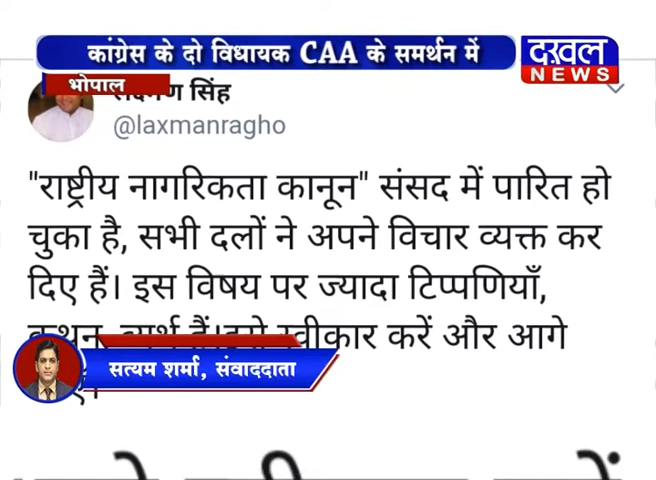 कांग्रेस के दो विधायक CAA के समर्थन में
दखल
NEWS
भोपाल
सिंह
@laxmanragho
"राष्ट्रीय नागरिकता कानून" संसद में पारित हो
चुका है, सभी दलों ने अपने विचार व्यक्त कर
दिए हैं। इस विषय पर ज्यादा टिप्पणियाँ,
स्वीकार करें और आगे
सत्यम शर्मा, संवाददाता